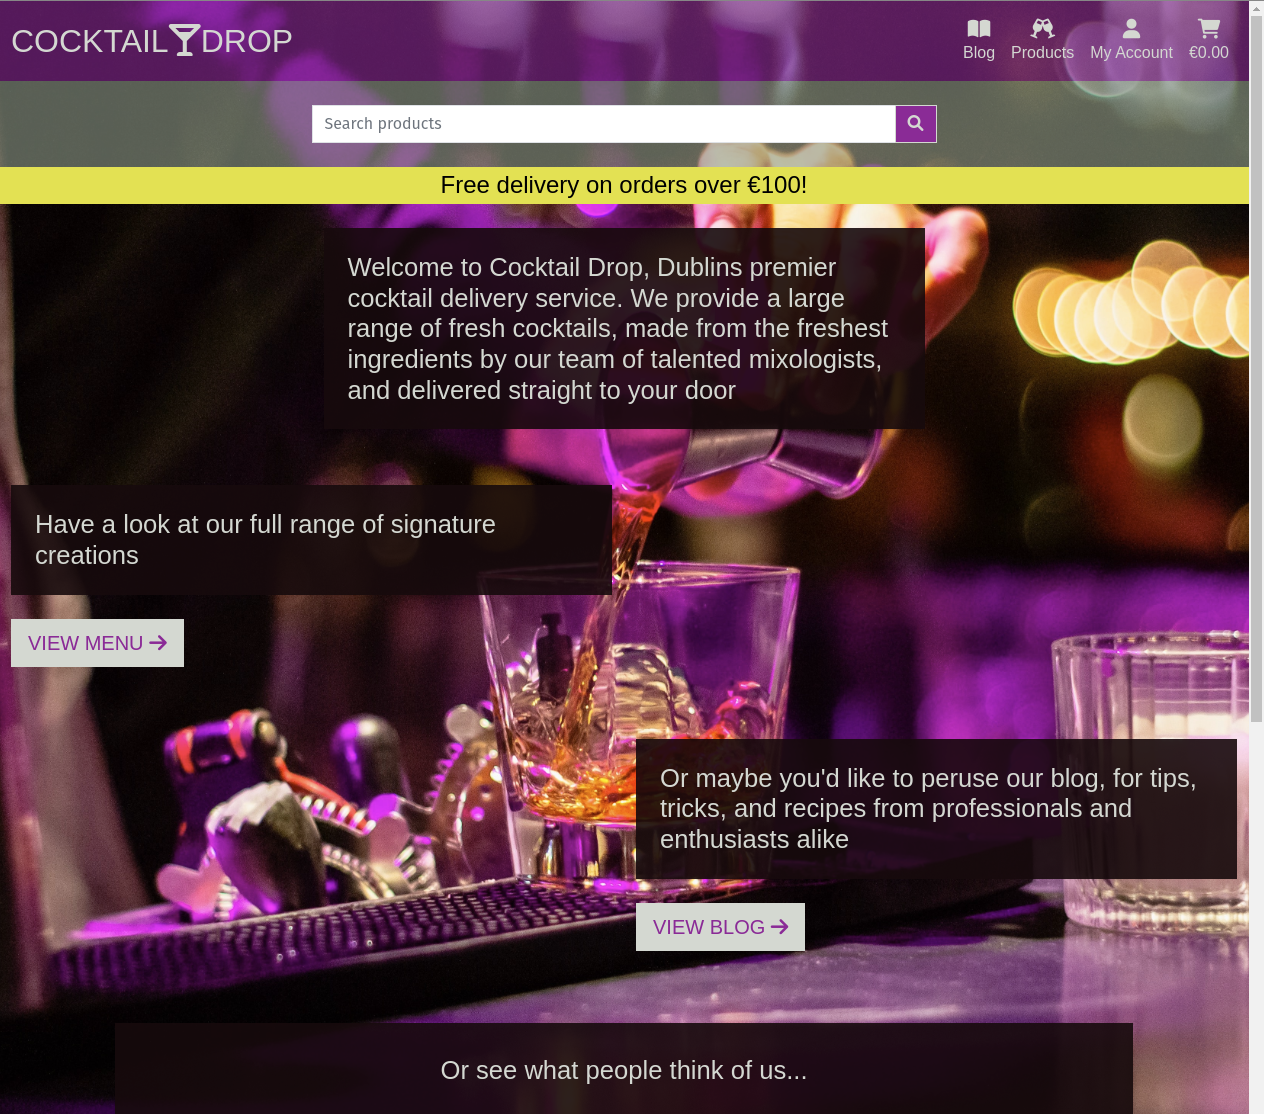 COCKTAIL DROP
Blog
Products
My Account
€0.00
Search products
Free delivery on orders over €100!
Welcome to Cocktail Drop, Dublins premier
cocktail delivery service. We provide a large
range of fresh cocktails, made from the freshest
ingredients by our team of talented mixologists,
and delivered straight to your door
Have a look at our full range of signature
creations
VIEW MENU
Or maybe you'd like to peruse our blog, for tips,
tricks, and recipes from professionals and
enthusiasts alike
VIEW BLOG
Or see what people think of us...